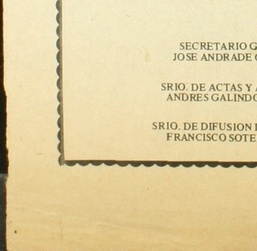 SECRETARIO G
JOSE ANDRADE
SRIO. DE ACTAS Y A
ANDRES GALINDO
SRIO. DE DIFUSION
FRANCISCO SOTE